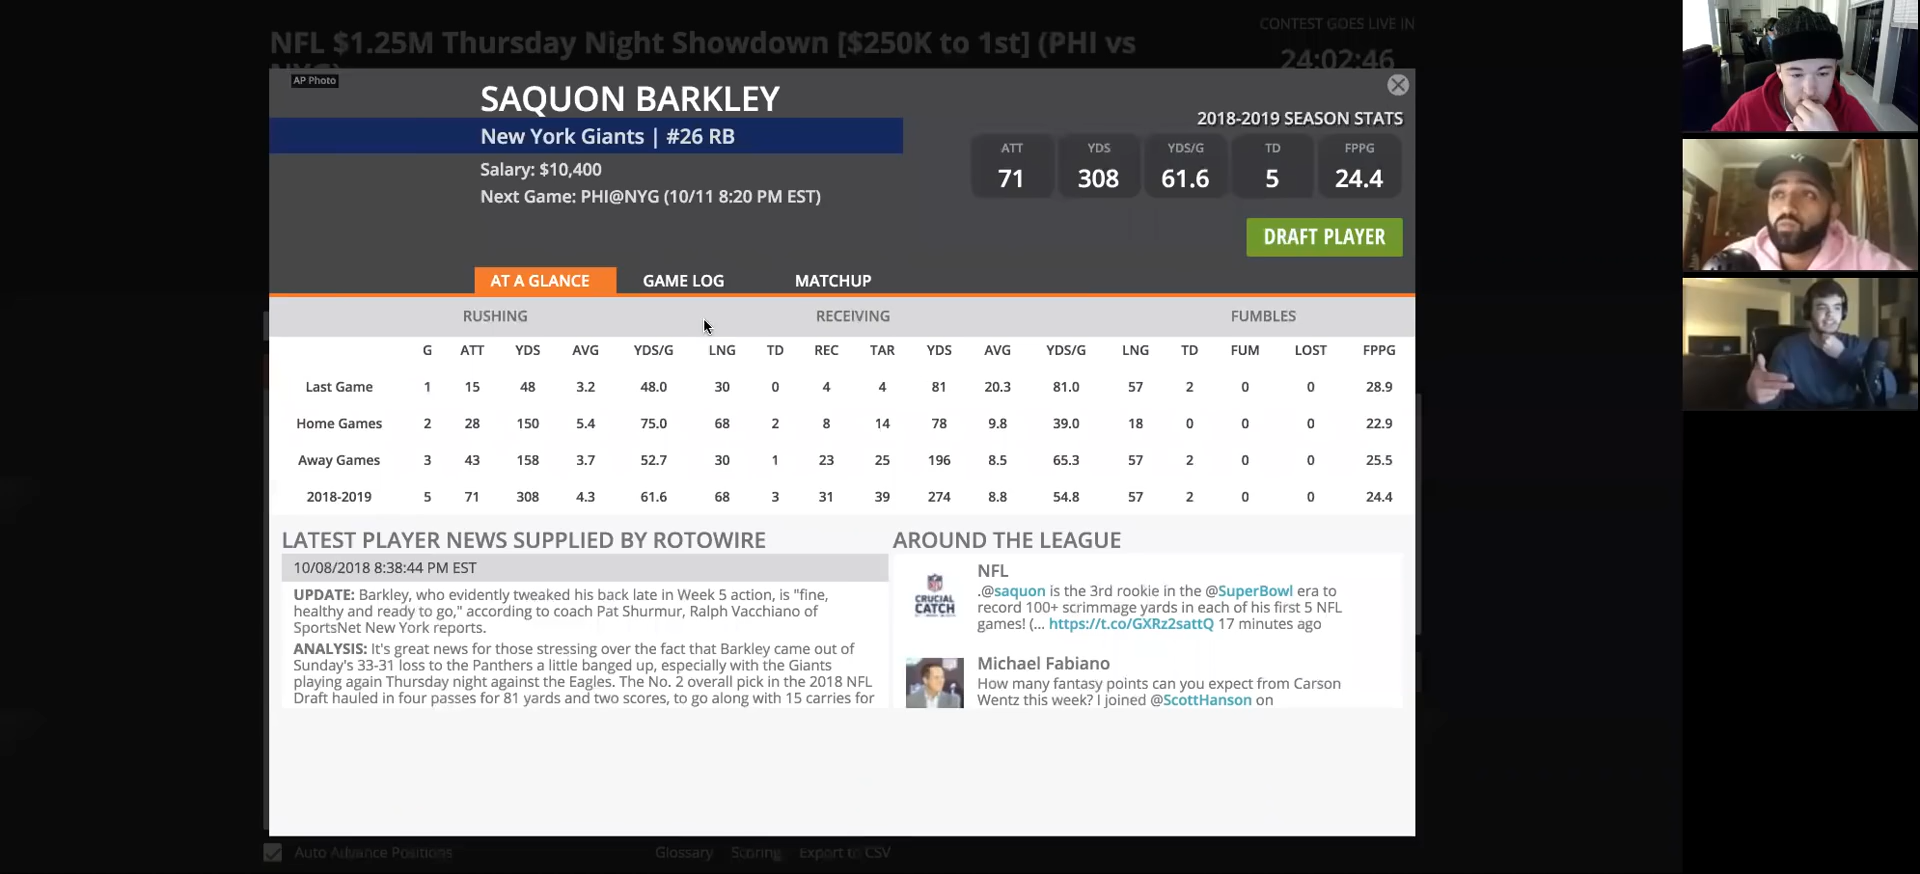 NFL $1.25M Thursday Night Showdown [$250K to 1st] (PHI vs
NYG)
CONTEST GOES LIVE IN
24:02:46
AP Photo
SAQUON BARKLEY
New York Giants | #26 RB
Salary: $10,400
Next Game: PHI@NYG (10/11 8:20 PM EST)
2018-2019 SEASON STATS
ATT YDS YDS/G TD FPPG
71 308 61.6 5 24.4
DRAFT PLAYER
AT A GLANCE GAME LOG MATCHUP
RUSHING RECEIVING FUMBLES
G ATT YDS AVG YDS/G LNG TD REC TAR YDS AVG YDS/G LNG TD FUM LOST FPPG
Last Game 1 15 48 3.2 48.0 30 0 4 4 81 20.3 81.0 57 2 0 0 28.9
Home Games 2 28 150 5.4 75.0 68 2 8 14 78 9.8 39.0 18 0 0 0 22.9
Away Games 3 43 158 3.7 52.7 30 1 23 25 196 8.5 65.3 57 2 0 0 25.5
2018-2019 5 71 308 4.3 61.6 68 3 31 39 274 8.8 54.8 57 2 0 0 24.4
LATEST PLAYER NEWS SUPPLIED BY ROTOWIRE
10/08/2018 8:38:44 PM EST
UPDATE: Barkley, who evidently tweaked his back late in Week 5 action, is "fine,
healthy and ready to go," according to coach Pat Shurmur, Ralph Vacchiano of
SportsNet New York reports.
ANALYSIS: It's great news for those stressing over the fact that Barkley came out of
Sunday's 33-31 loss to the Panthers a little banged up, especially with the Giants
playing again Thursday night against the Eagles. The No. 2 overall pick in the 2018 NFL
Draft hauled in four passes for 81 yards and two scores, to go along with 15 carries for
AROUND THE LEAGUE
CRUCIAL
CATCH
NFL
.@saquon is the 3rd rookie in the @SuperBowl era to
record 100+ scrimmage yards in each of his first 5 NFL
games! (... https://t.co/GXRz2sattQ 17 minutes ago
Michael Fabiano
How many fantasy points can you expect from Carson
Wentz this week? I joined @ScottHanson on
Auto Advance Positions
Glossary Scoring Export to CSV